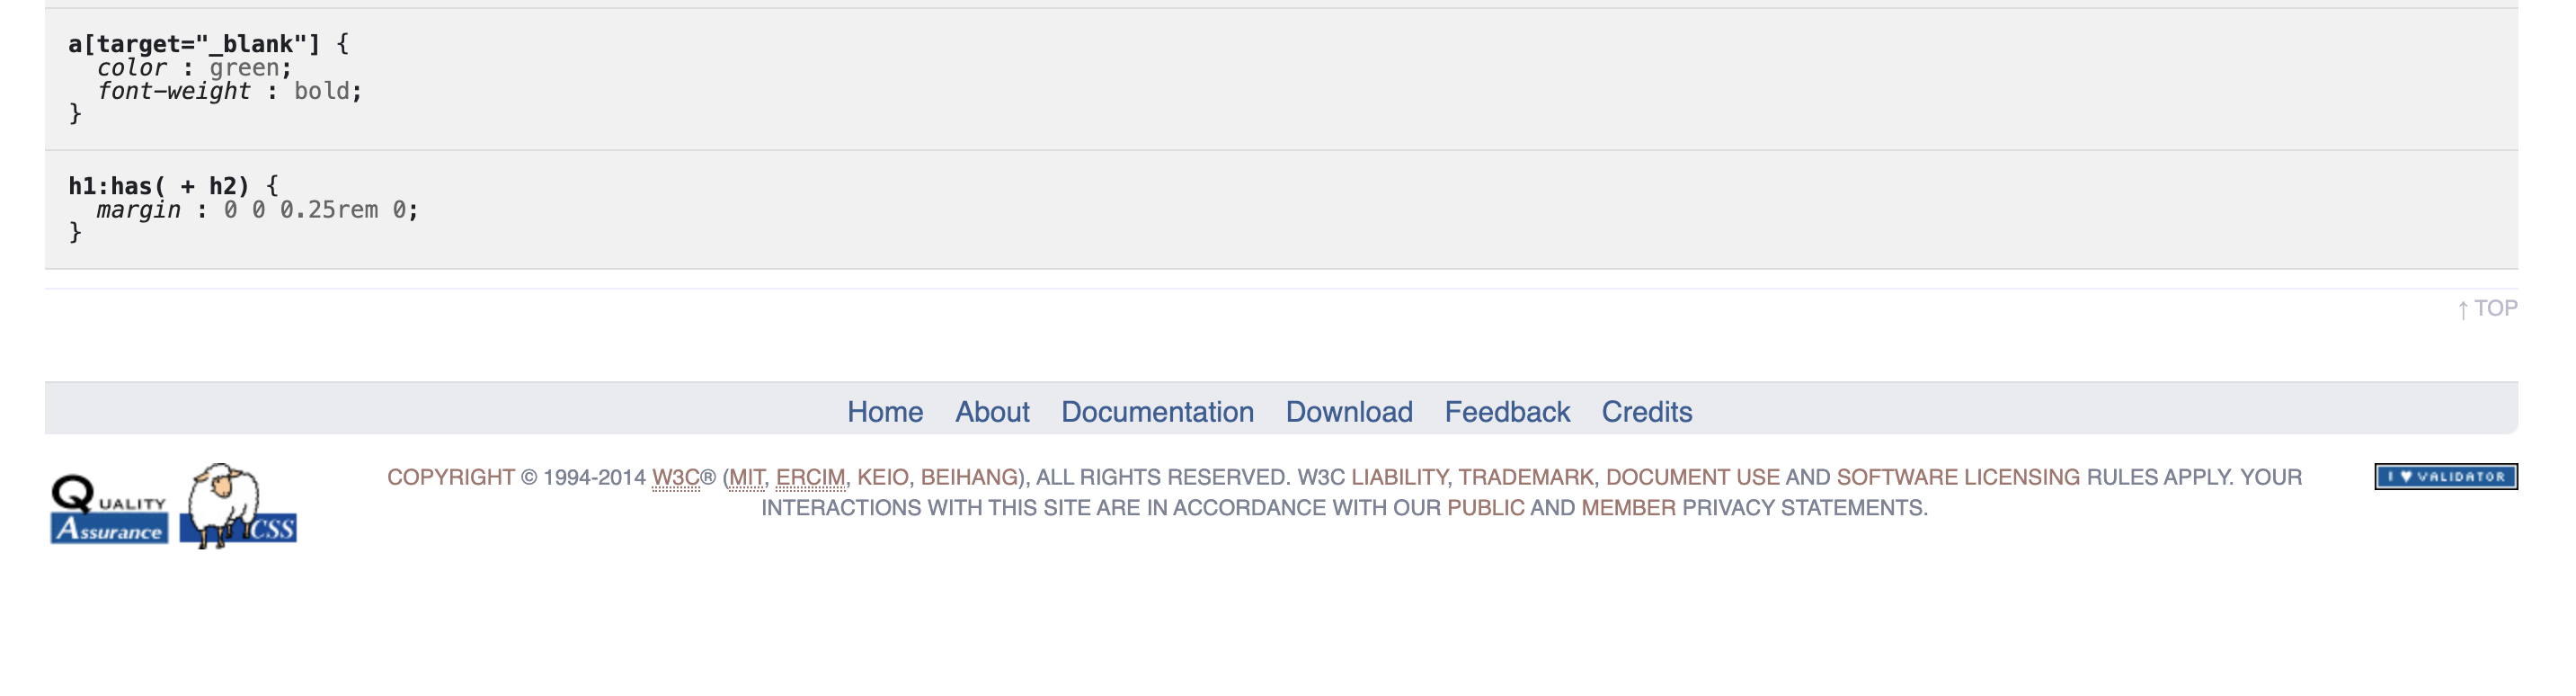 a[target="_blank"] {
color : green;
font-weight : bold;
}
h1:has( + h2) {
margin : 0 0 0.25rem 0;
}
↑ TOP
Home About Documentation Download Feedback Credits
QUALITY
Assurance
CSS
COPYRIGHT © 1994-2014 W3C® (MIT, ERCIM, KEIO, BEIHANG), ALL RIGHTS RESERVED. W3C LIABILITY, TRADEMARK, DOCUMENT USE AND SOFTWARE LICENSING RULES APPLY. YOUR
INTERACTIONS WITH THIS SITE ARE IN ACCORDANCE WITH OUR PUBLIC AND MEMBER PRIVACY STATEMENTS.
I ♥ VALIDATOR